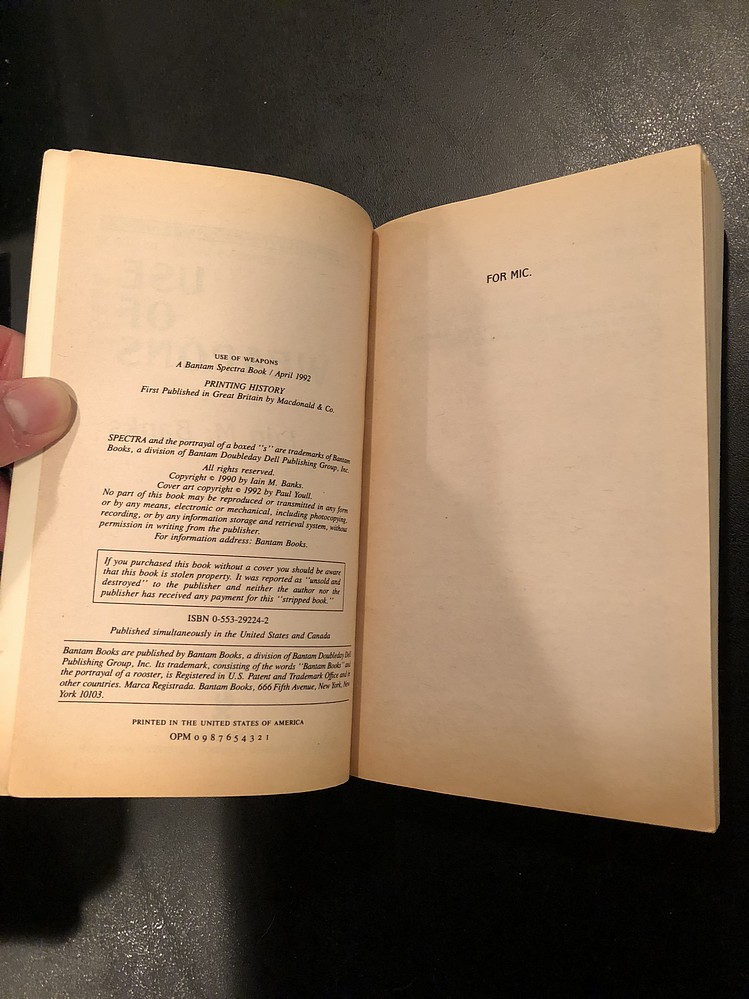 USE OF WEAPONS
A Bantam Spectra Book / April 1992
PRINTING HISTORY
First Published in Great Britain by Macdonald & Co.
SPECTRA and the portrayal of a boxed "s" are trademarks of Bantam
Books, a division of Bantam Doubleday Dell Publishing Group, Inc.
All rights reserved.
Copyright © 1990 by Iain M. Banks.
Cover art copyright © 1992 by Paul Youll.
No part of this book may be reproduced or transmitted in any form
or by any means, electronic or mechanical, including photocopying,
recording, or by any information storage and retrieval system, without
permission in writing from the publisher.
For information address: Bantam Books.
If you purchased this book without a cover you should be aware
that this book is stolen property. It was reported as "unsold and
destroyed" to the publisher and neither the author nor the
publisher has received any payment for this "stripped book."
ISBN 0-553-29224-2
Published simultaneously in the United States and Canada
Bantam Books are published by Bantam Books, a division of Bantam Doubleday Dell
Publishing Group, Inc. Its trademark, consisting of the words "Bantam Books" and
the portrayal of a rooster, is Registered in U.S. Patent and Trademark Office and in
other countries. Marca Registrada. Bantam Books, 666 Fifth Avenue, New York, New
York 10103.
PRINTED IN THE UNITED STATES OF AMERICA
OPM 0 9 8 7 6 5 4 3 2 1
FOR MIC.